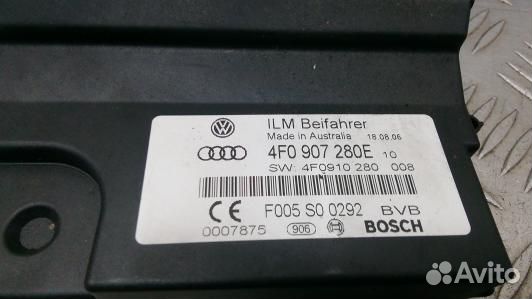 ILM Beifahrer
Made in Australia 18.08.06
4F0 907 280E 10
SW: 4F0910 280 008
F005 S0 0292 BVB
0007875 906 BOSCH
Avito